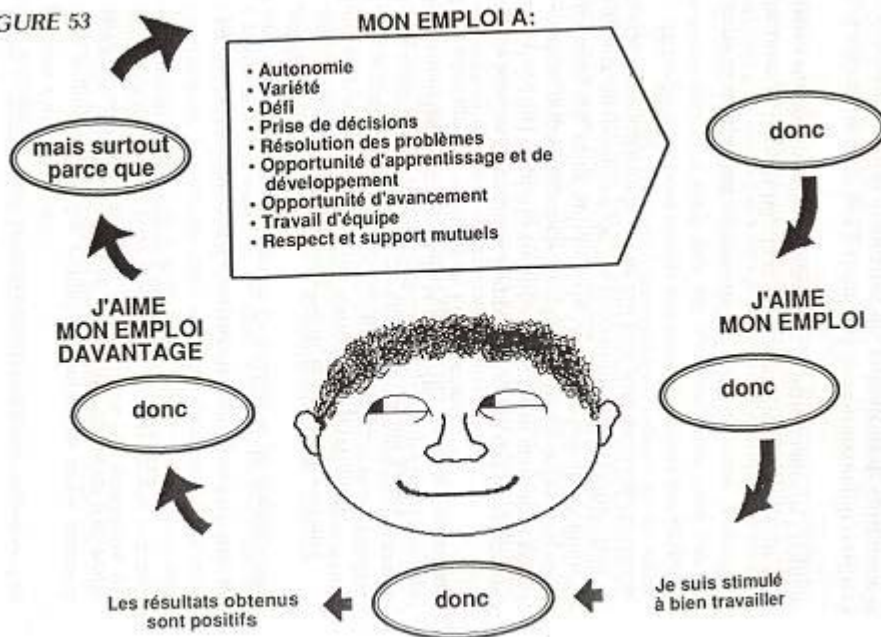 GURE 53
MON EMPLOI A:
• Autonomie
• Variété
• Défi
• Prise de décisions
• Résolution des problèmes
• Opportunité d'apprentissage et de
développement
• Opportunité d'avancement
• Travail d'équipe
• Respect et support mutuels
donc
J'AIME
MON EMPLOI
donc
Je suis stimulé
à bien travailler
donc
Les résultats obtenus
sont positifs
donc
J'AIME
MON EMPLOI
DAVANTAGE
mais surtout
parce que